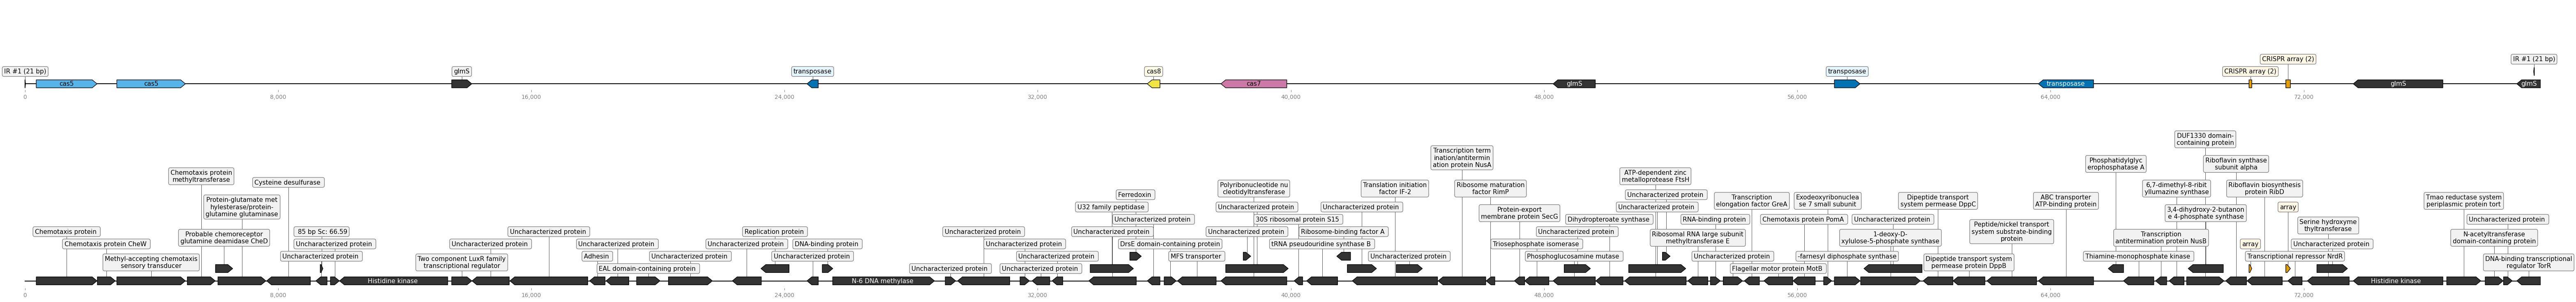 CRISPR array (2)
IR #1 (21 bp)
glmS
transposase
cas8
transposase
CRISPR array (2)
IR #1 (21 bp)
cas5
cas5
cas7
glmS
transposase
glmS
glmS
0
8,000
16,000
24,000
32,000
40,000
48,000
56,000
64,000
72,000
DUF1330 domain-
containing protein
Transcription term
ination/antitermin
ation protein NusA
Phosphatidylglyc
erophosphatase A
Riboflavin synthase
subunit alpha
Chemotaxis protein
methyltransferase
ATP-dependent zinc
metalloprotease FtsH
Cysteine desulfurase
Polyribonucleotide nu
cleotidyltransferase
Translation initiation
factor IF-2
Ribosome maturation
factor RimP
6,7-dimethyl-8-ribit
yllumazine synthase
Riboflavin biosynthesis
protein RibD
Ferredoxin
Uncharacterized protein
Protein-glutamate met
hylesterase/protein-
glutamine glutaminase
Transcription
elongation factor GreA
Exodeoxyribonuclea
se 7 small subunit
Dipeptide transport
system permease DppC
ABC transporter
ATP-binding protein
Tmao reductase system
periplasmic protein tort
U32 family peptidase
Uncharacterized protein
Uncharacterized protein
Protein-export
membrane protein SecG
Uncharacterized protein
3,4-dihydroxy-2-butanon
e 4-phosphate synthase
array
Uncharacterized protein
30S ribosomal protein S15
Dihydropteroate synthase
RNA-binding protein
Chemotaxis protein PomA
Uncharacterized protein
Peptide/nickel transport
system substrate-binding
protein
Serine hydroxyme
thyltransferase
Uncharacterized protein
Chemotaxis protein
Probable chemoreceptor
glutamine deamidase CheD
85 bp Sc: 66.59
Uncharacterized protein
Replication protein
Uncharacterized protein
Uncharacterized protein
Uncharacterized protein
Ribosome-binding factor A
Uncharacterized protein
Ribosomal RNA large subunit
methyltransferase E
1-deoxy-D-
xylulose-5-phosphate synthase
Transcription
antitermination protein NusB
N-acetyltransferase
domain-containing protein
Chemotaxis protein CheW
Uncharacterized protein
Uncharacterized protein
Uncharacterized protein
Uncharacterized protein
DNA-binding protein
Uncharacterized protein
DrsE domain-containing protein
tRNA pseudouridine synthase B
Triosephosphate isomerase
array
Uncharacterized protein
Methyl-accepting chemotaxis
sensory transducer
Uncharacterized protein
Two component LuxR family
transcriptional regulator
Adhesin
Uncharacterized protein
Uncharacterized protein
Uncharacterized protein
MFS transporter
Uncharacterized protein
Phosphoglucosamine mutase
Uncharacterized protein
-farnesyl diphosphate synthase
Dipeptide transport system
permease protein DppB
Thiamine-monophosphate kinase
Transcriptional repressor NrdR
DNA-binding transcriptional
regulator TorR
EAL domain-containing protein
Uncharacterized protein
Uncharacterized protein
Flagellar motor protein MotB
Histidine kinase
N-6 DNA methylase
Histidine kinase
0
8,000
16,000
24,000
32,000
40,000
48,000
56,000
64,000
72,000